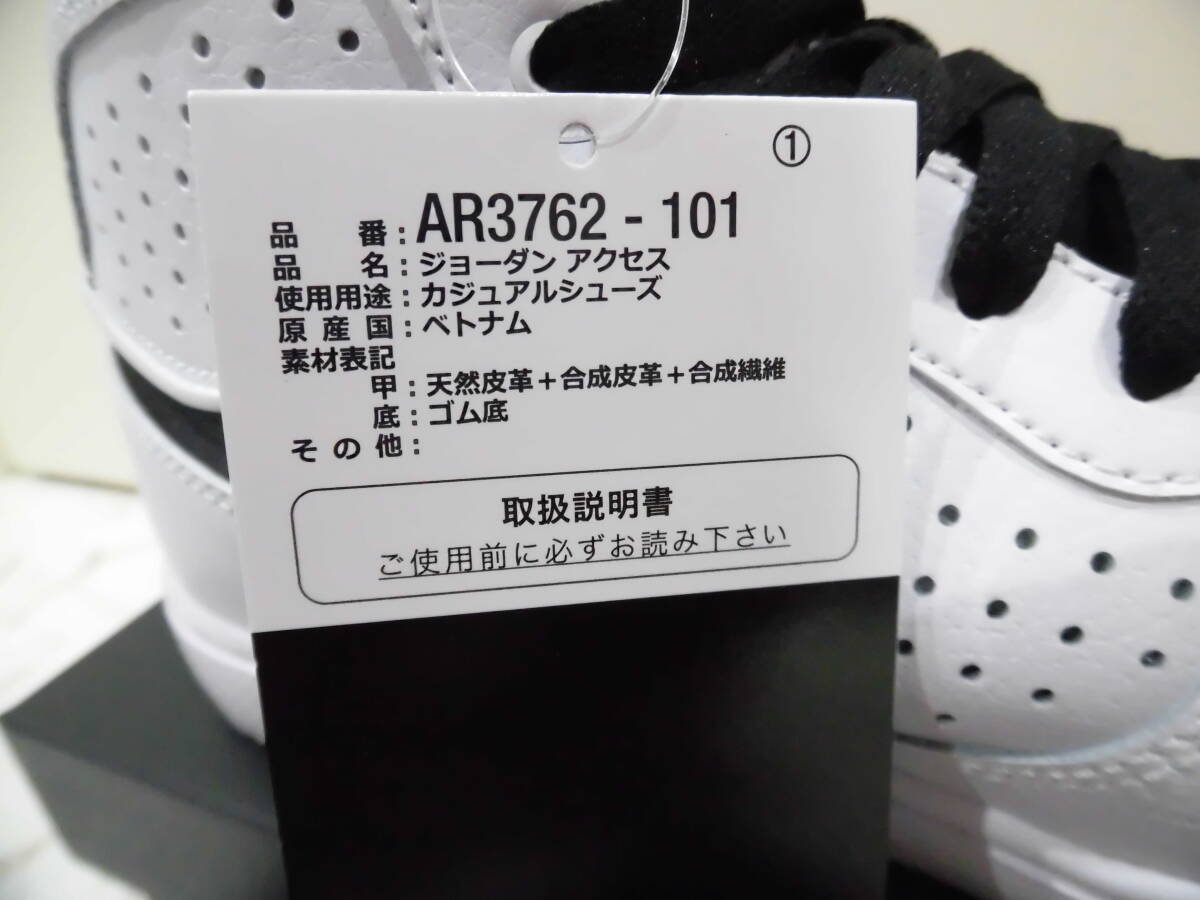 ①
品 番：AR3762 - 101
品 名：ジョーダン アクセス
使用用途：カジュアルシューズ
原 産 国：ベトナム
素材表記
甲：天然皮革＋合成皮革＋合成繊維
底：ゴム底
そ の 他：
取扱説明書
ご使用前に必ずお読み下さい